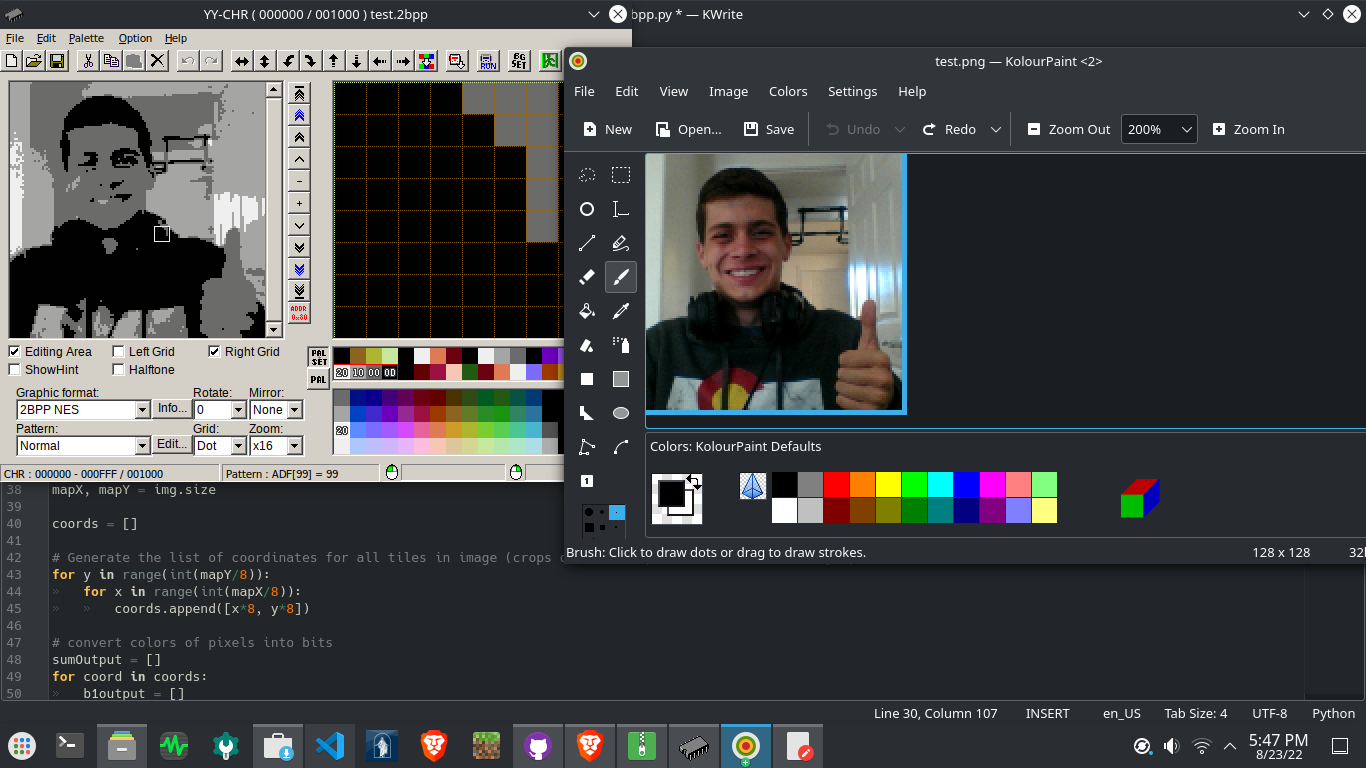 YY-CHR ( 000000 / 001000 ) test.2bpp
bpp.py * — KWrite
File Edit Palette Option Help
RUN
BG SET
ADDR 0x80
Editing Area
Left Grid
Right Grid
ShowHint
Halftone
PAL SET
PAL
20 10 00 0D
20
Graphic format:
Rotate:
Mirror:
2BPP NES
Info...
0
None
Pattern:
Grid:
Zoom:
Normal
Edit...
Dot
x16
CHR : 000000 - 000FFF / 001000
Pattern : ADF[99] = 99
test.png — KolourPaint <2>
File Edit View Image Colors Settings Help
New
Open...
Save
Undo
Redo
Zoom Out
200%
Zoom In
1
Colors: KolourPaint Defaults
Brush: Click to draw dots or drag to draw strokes.
128 x 128
38 mapX, mapY = img.size
39
40 coords = []
41
42 # Generate the list of coordinates for all tiles in image (crops
43 for y in range(int(mapY/8)):
44 » for x in range(int(mapX/8)):
45 » » coords.append([x*8, y*8])
46
47 # convert colors of pixels into bits
48 sumOutput = []
49 for coord in coords:
50 » b1output = []
Line 30, Column 107
INSERT
en_US
Tab Size: 4
UTF-8
Python
5:47 PM
8/23/22